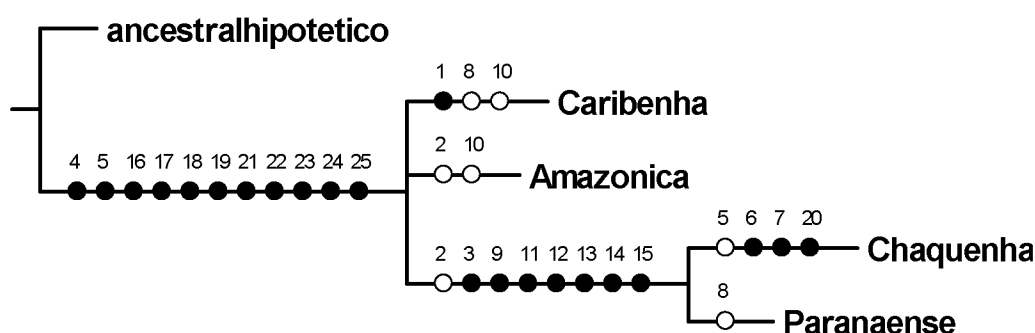 ancestralhipotetico
1 8 10
Caribenha
4 5 16 17 18 19 21 22 23 24 25
2 10
Amazonica
5 6 7 20
Chaquenha
2 3 9 11 12 13 14 15
8
Paranaense